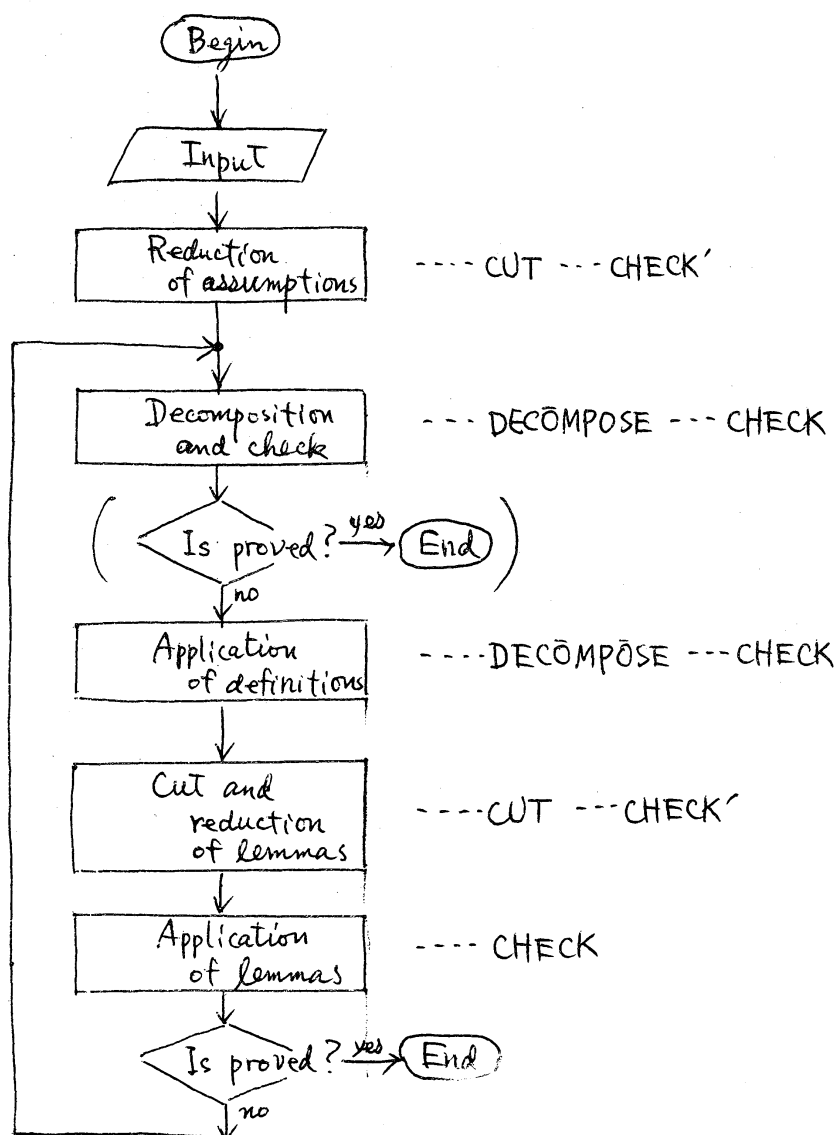 Begin
Input
Reduction
of assumptions
---- CUT --- CHECK′
Decomposition
and check
--- DECŌMPOSE --- CHECK
( Is proved? yes End )
no
Application
of definitions
---- DECŌMPŌSE --- CHECK
Cut and
reduction
of lemmas
---- CUT --- CHECK′
Application
of lemmas
---- CHECK
Is proved? yes End
no